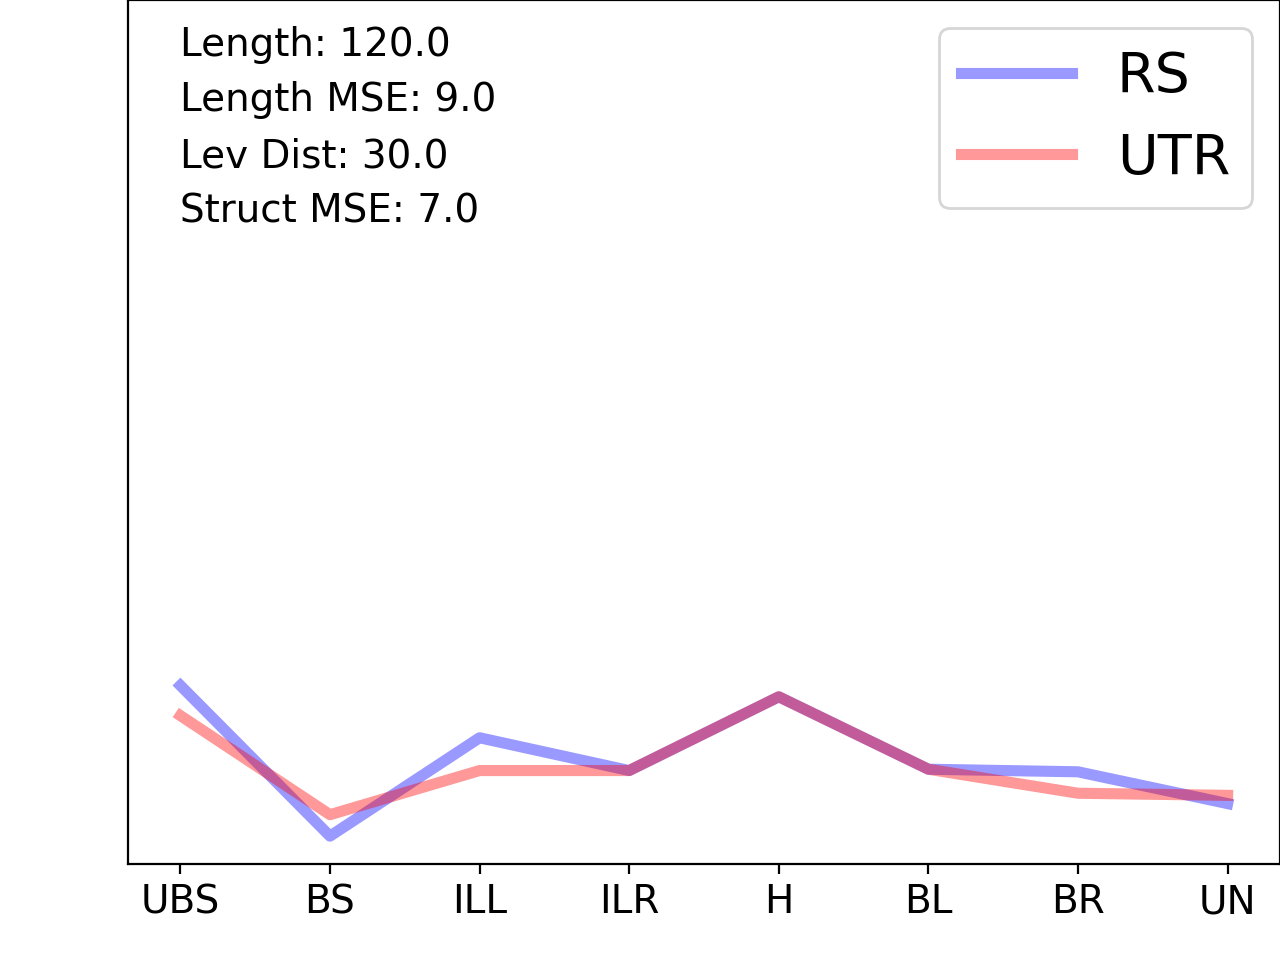 Length: 120.0
Length MSE: 9.0
Lev Dist: 30.0
Struct MSE: 7.0
RS
UTR
UBS BS ILL ILR H BL BR UN